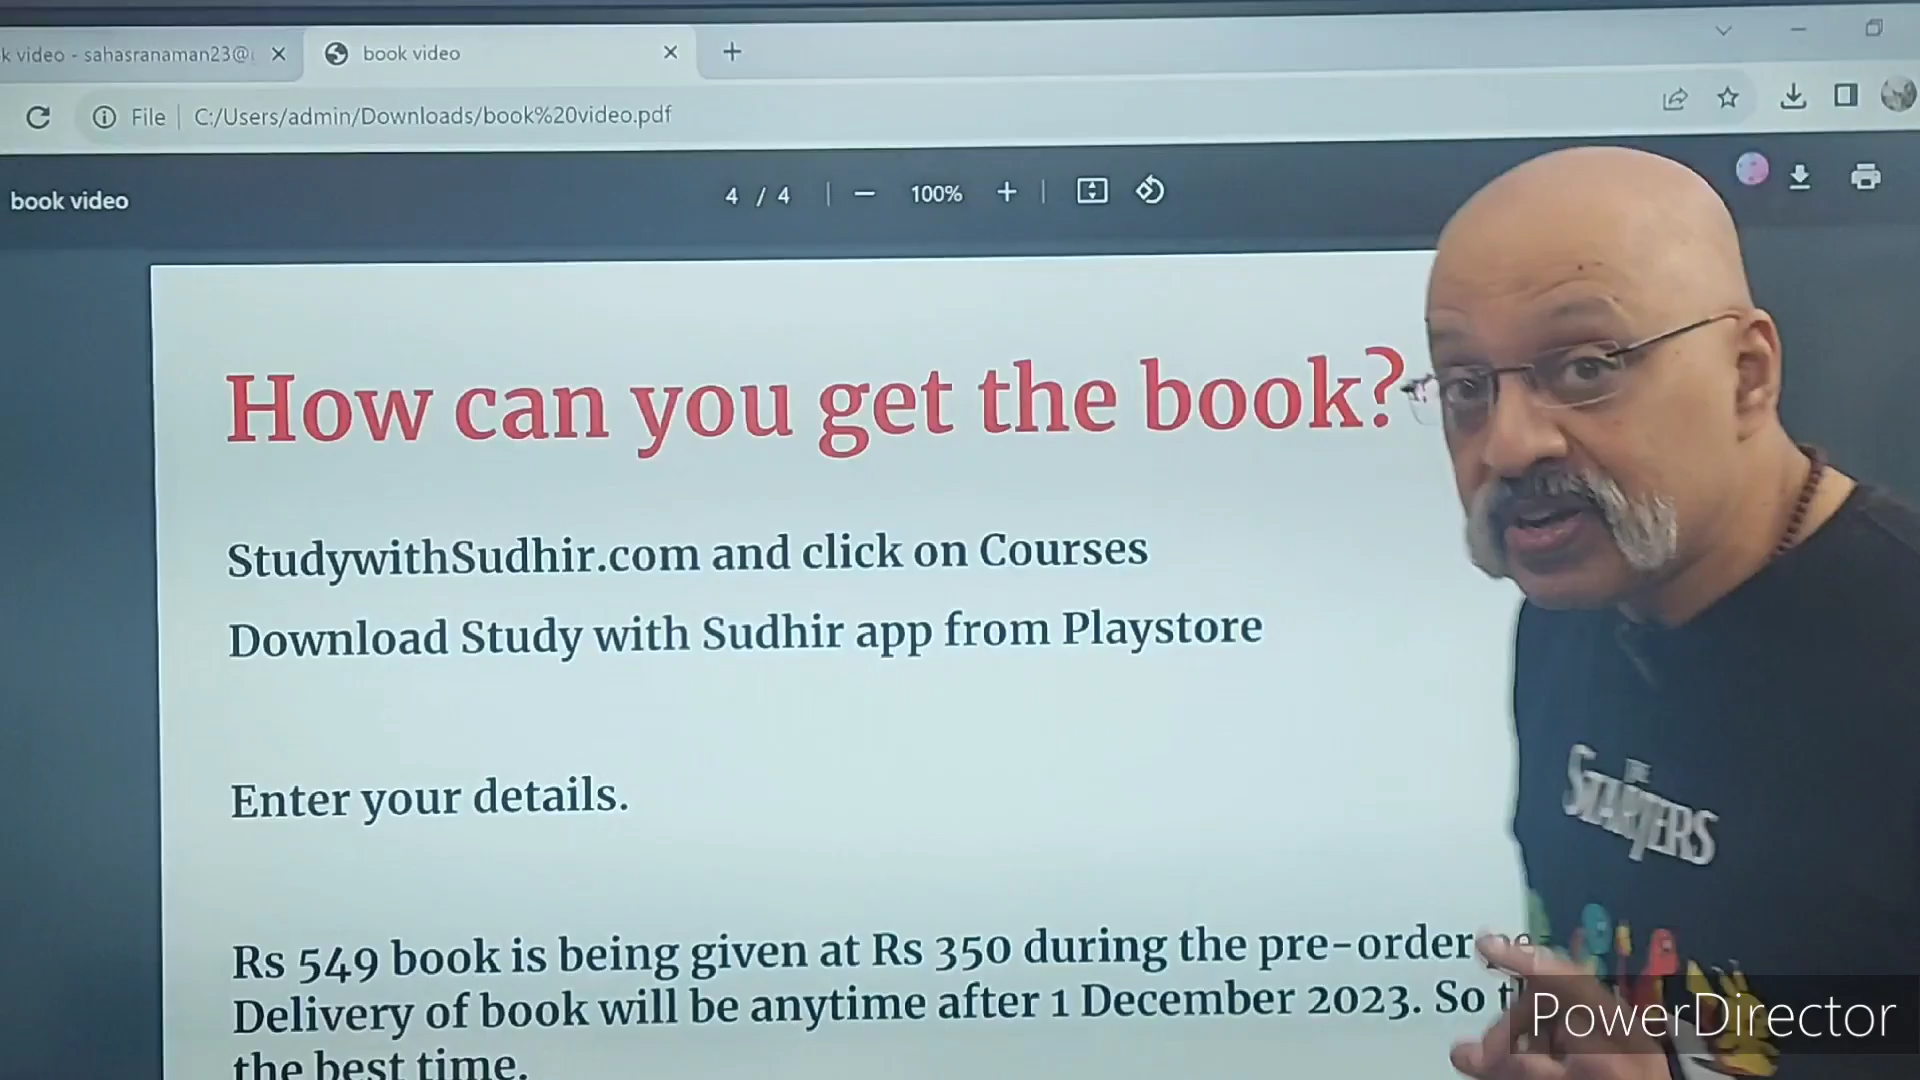 k video - sahasranaman23@
book video
File
C:/Users/admin/Downloads/book%20video.pdf
book video
4 / 4
100%
How can you get the book?
StudywithSudhir.com and click on Courses
Download Study with Sudhir app from Playstore
Enter your details.
Rs 549 book is being given at Rs 350 during the pre-order pe
Delivery of book will be anytime after 1 December 2023. So t
the best time.
THE
STARTERS
PowerDirector